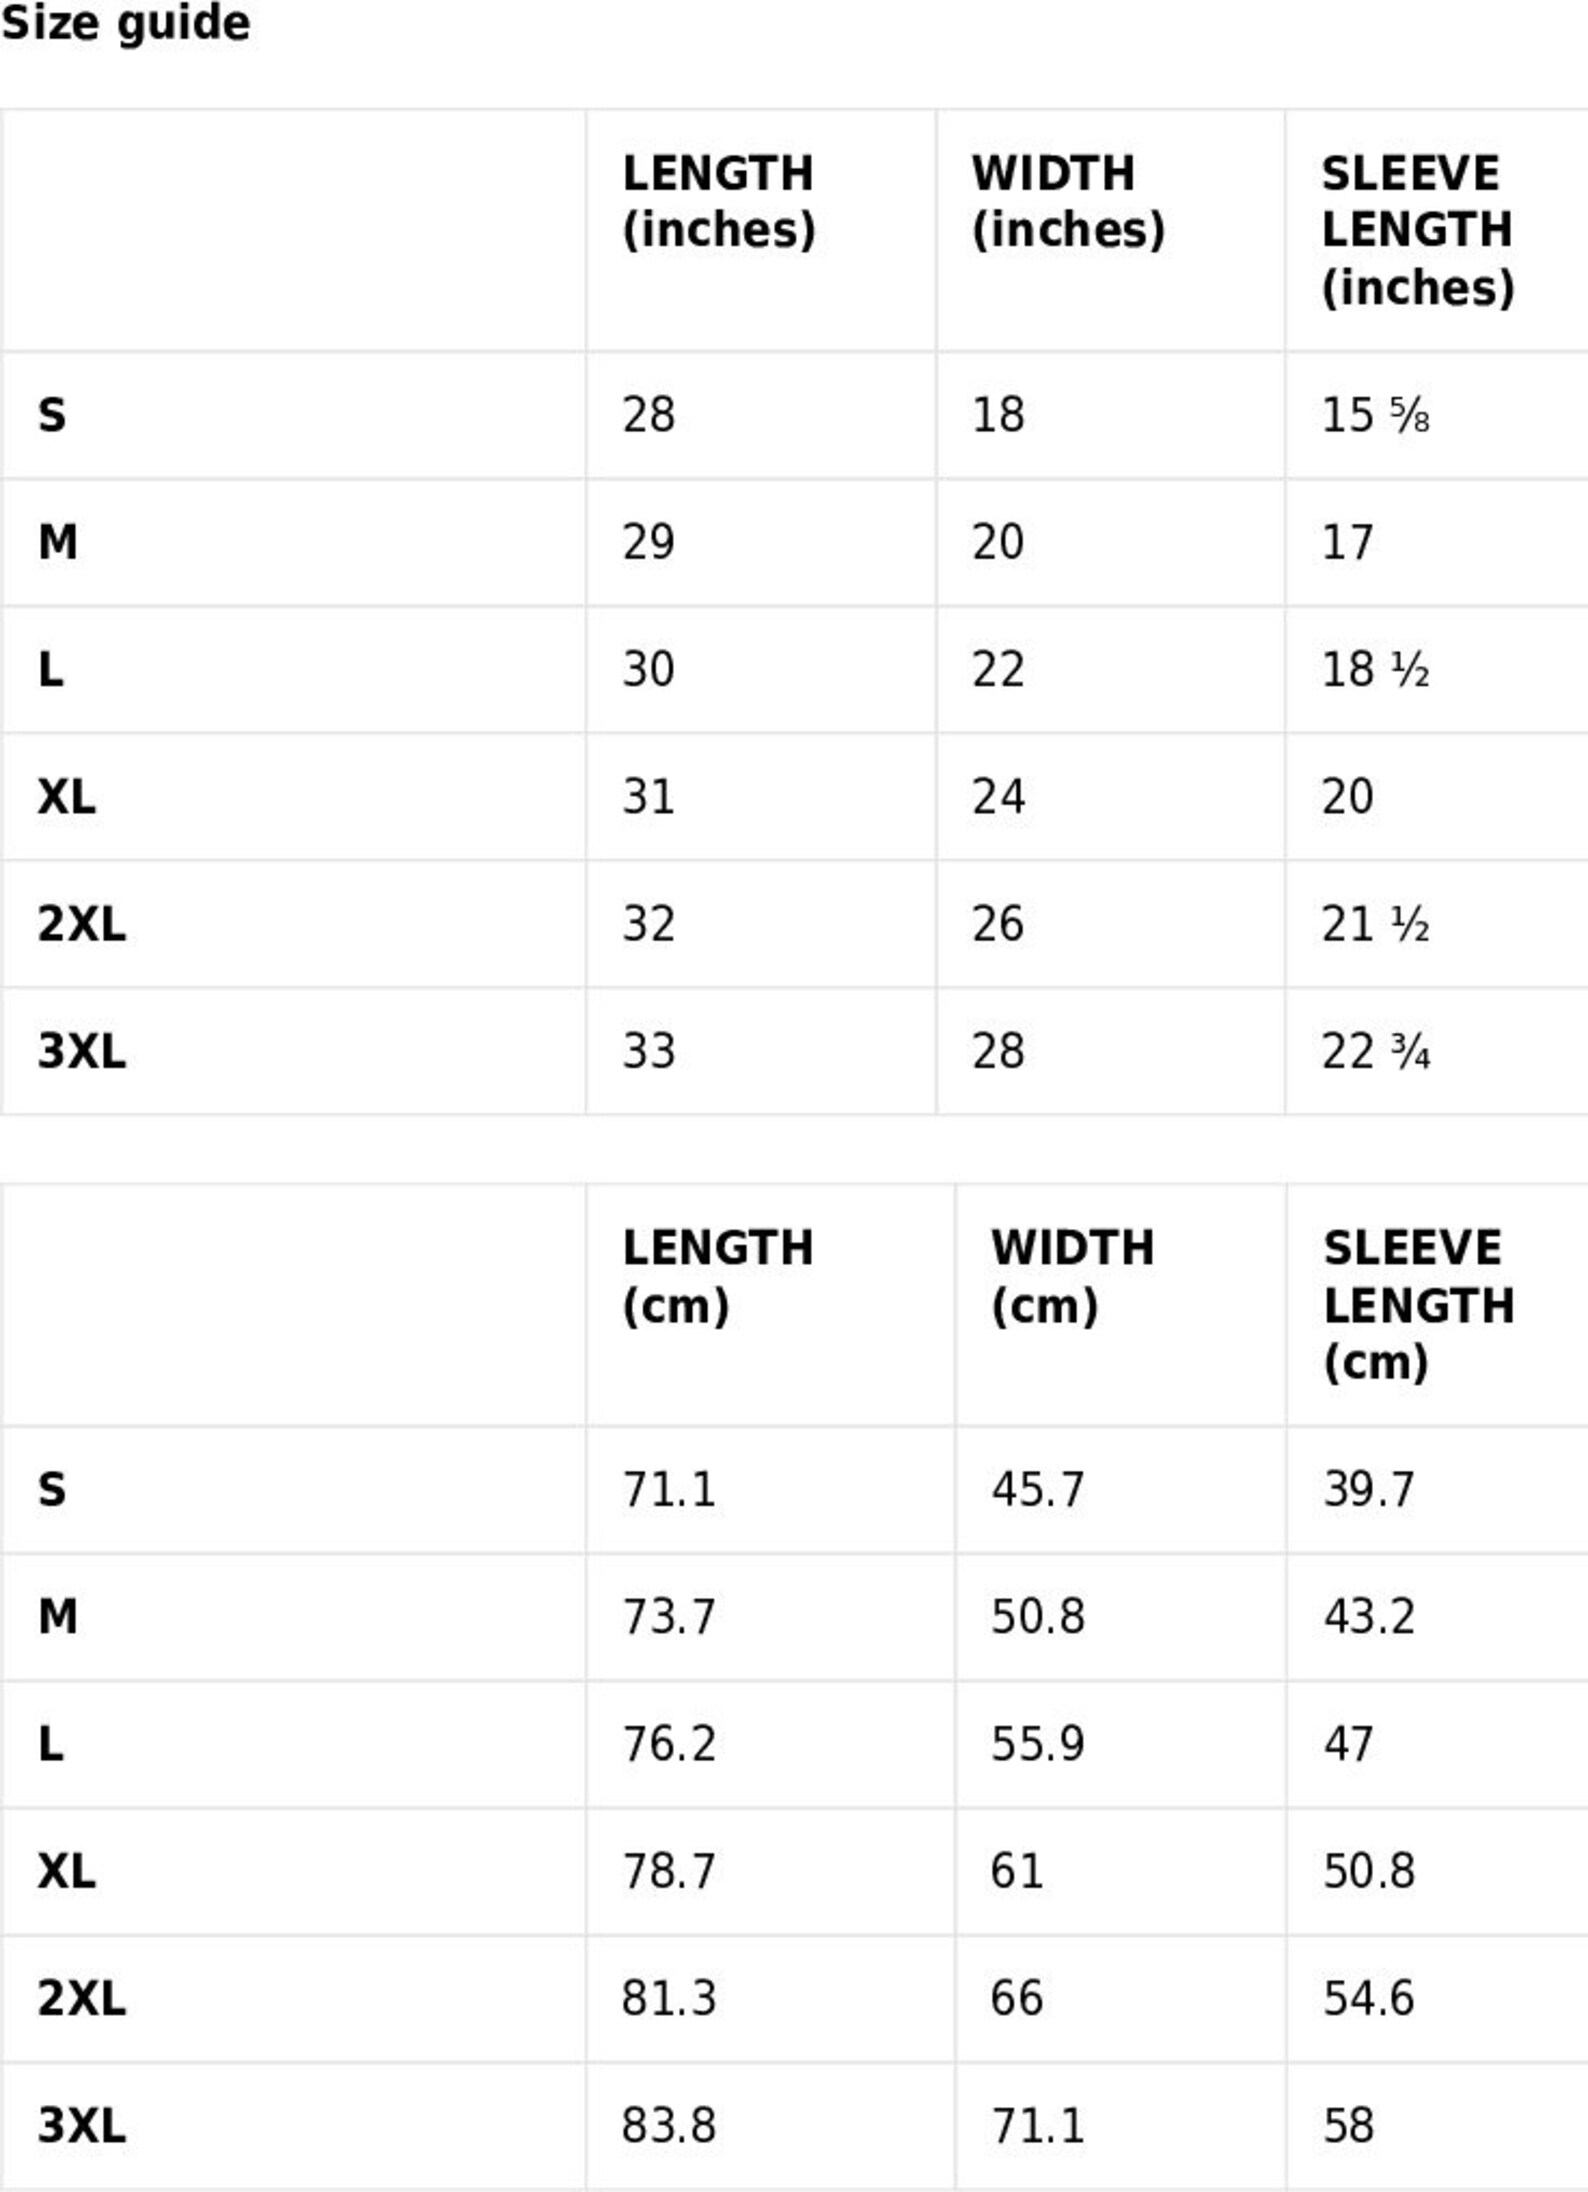 Size guide
LENGTH (inches) WIDTH (inches) SLEEVE LENGTH (inches)
S 28 18 15 ⅝
M 29 20 17
L 30 22 18 ½
XL 31 24 20
2XL 32 26 21 ½
3XL 33 28 22 ¾
LENGTH (cm) WIDTH (cm) SLEEVE LENGTH (cm)
S 71.1 45.7 39.7
M 73.7 50.8 43.2
L 76.2 55.9 47
XL 78.7 61 50.8
2XL 81.3 66 54.6
3XL 83.8 71.1 58